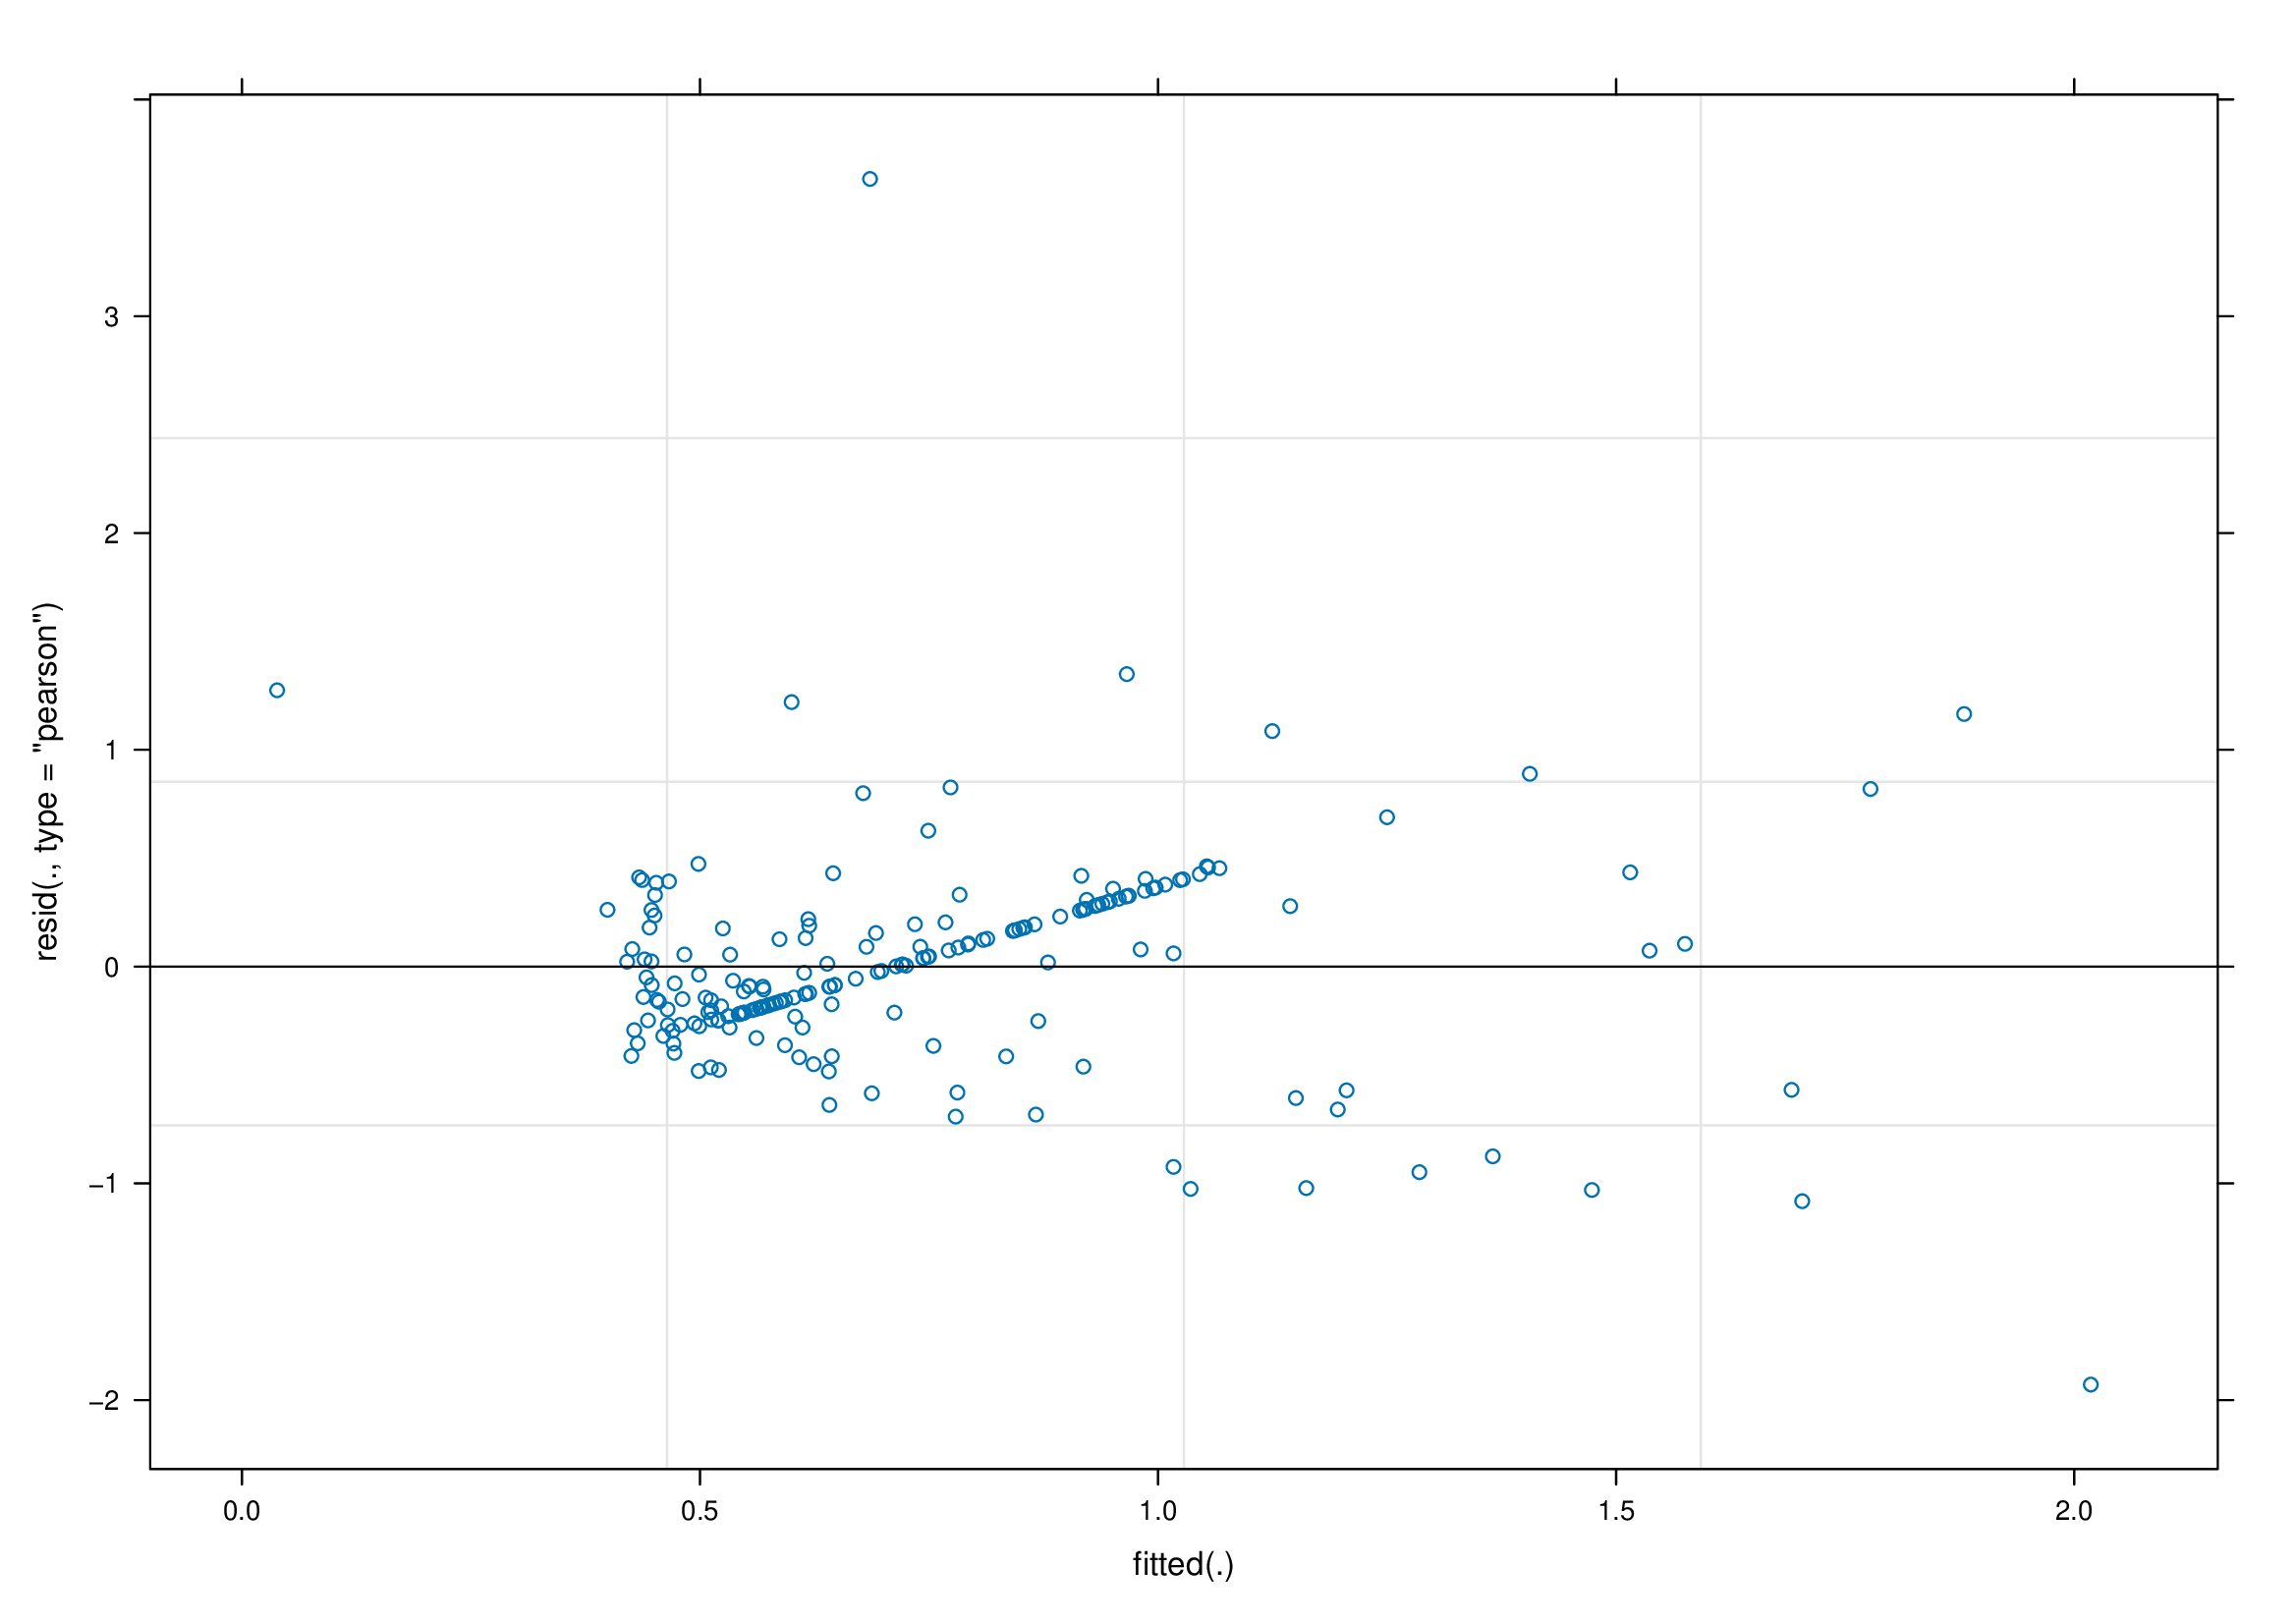 resid(., type = "pearson")
3
2
1
0
−1
−2
0.0 0.5 1.0 1.5 2.0
fitted(.)